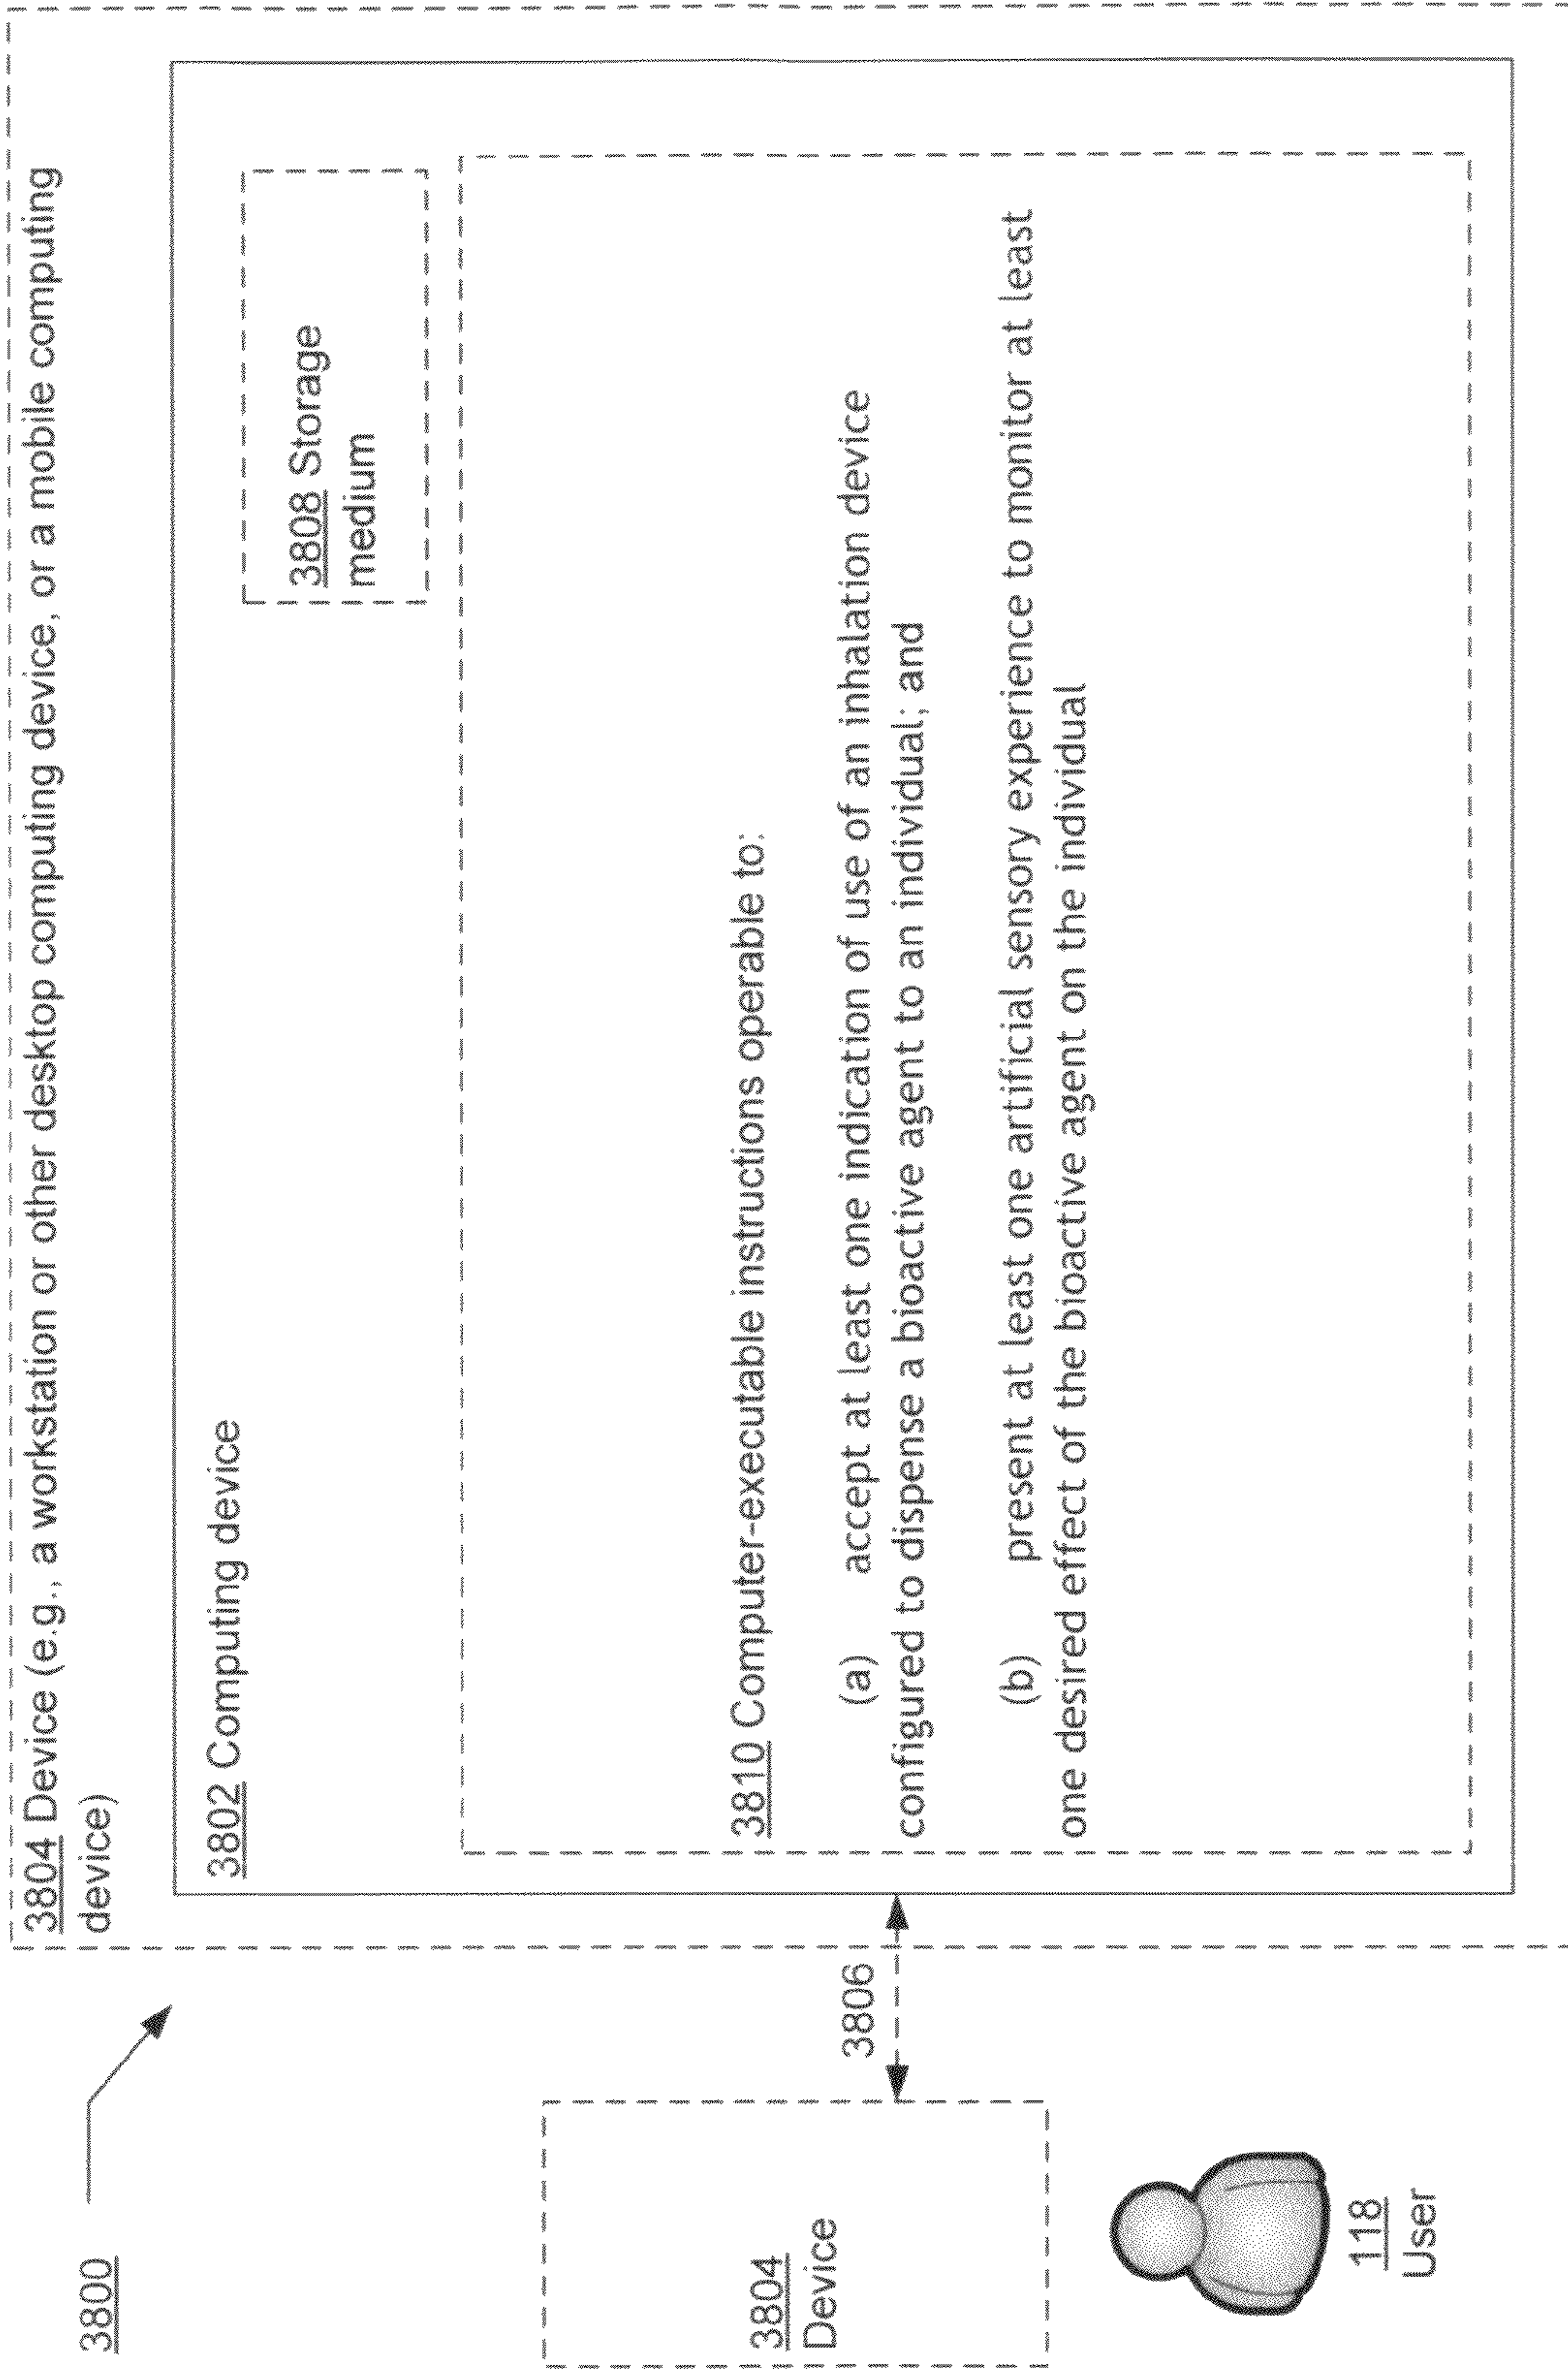 3800
3804 Device (e.g., a workstation or other desktop computing device, or a mobile computing
device)
3802 Computing device
3808 Storage
medium
3810 Computer-executable instructions operable to:
(a) accept at least one indication of use of an inhalation device
configured to dispense a bioactive agent to an individual; and
(b) present at least one artificial sensory experience to monitor at least
one desired effect of the bioactive agent on the individual
3806
3804
Device
118
User